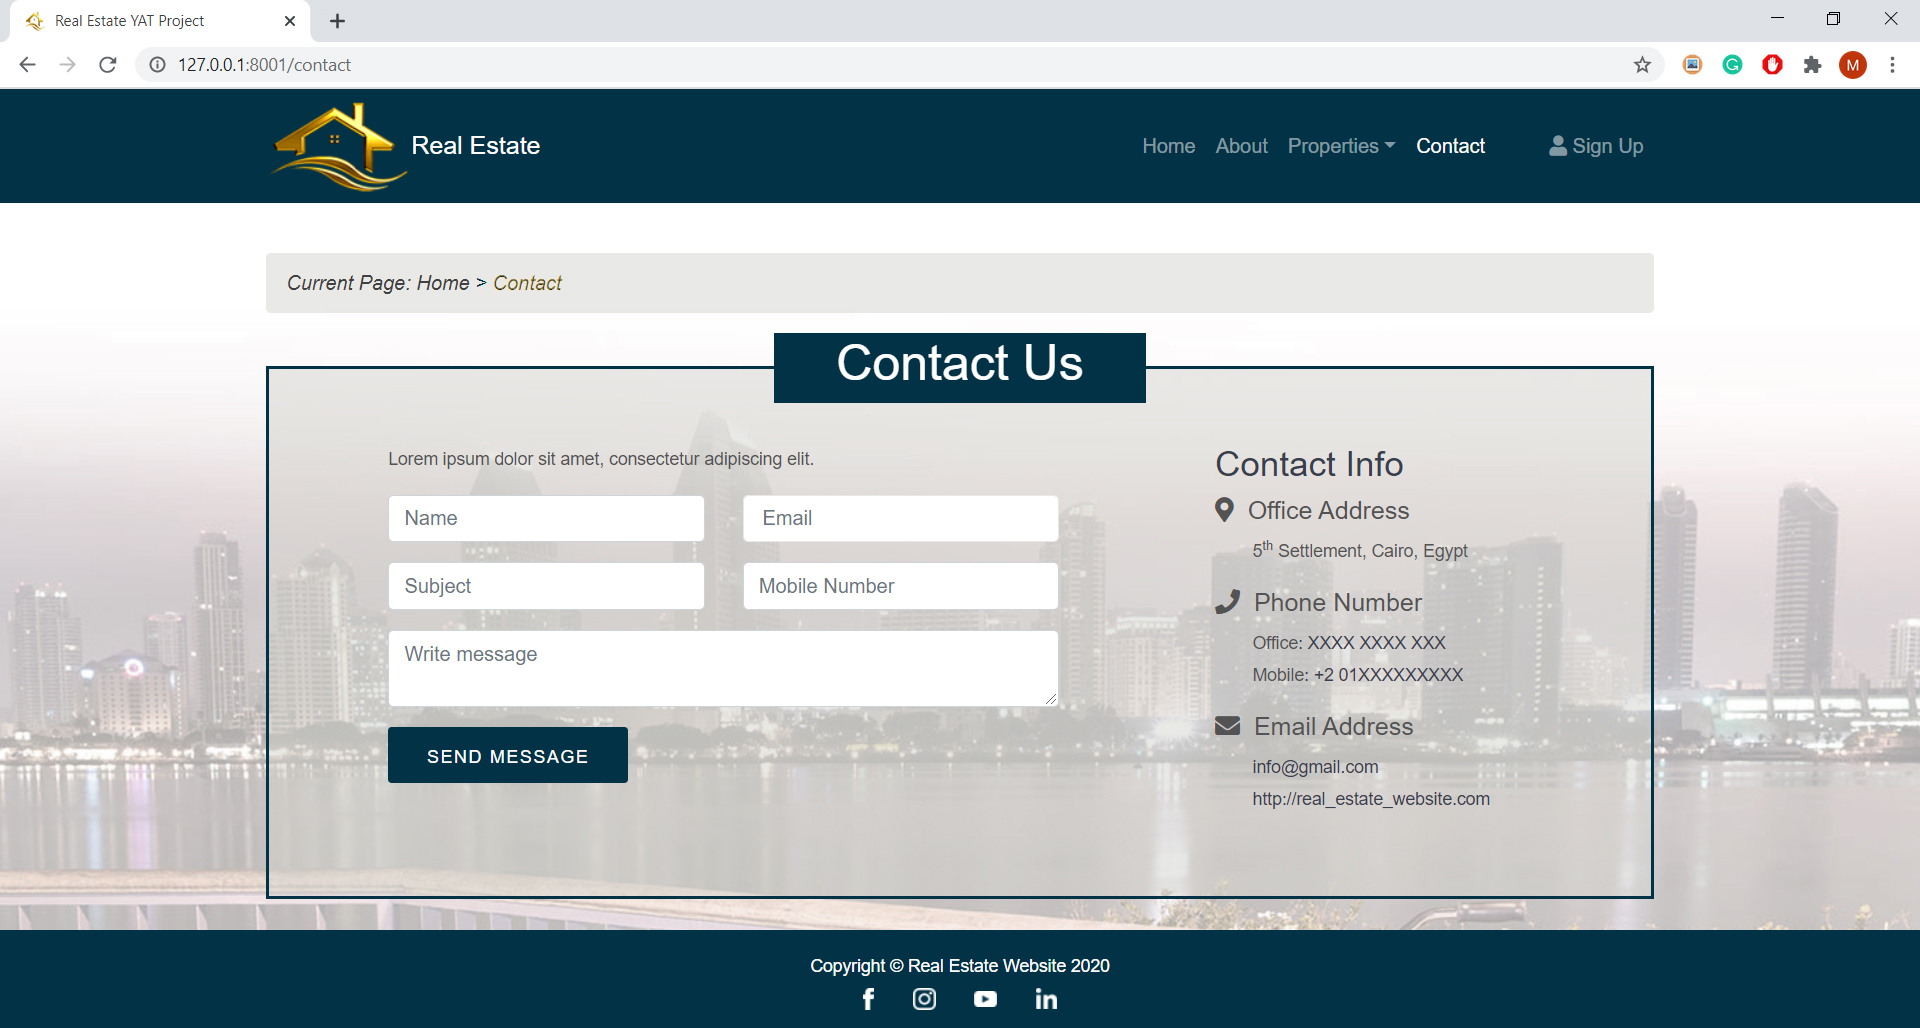 Real Estate YAT Project
127.0.0.1:8001/contact
M
Real Estate
Home About Properties Contact Sign Up
Current Page: Home > Contact
Contact Us
Lorem ipsum dolor sit amet, consectetur adipiscing elit.
Name Email
Subject Mobile Number
Write message
SEND MESSAGE
Contact Info
Office Address
5th Settlement, Cairo, Egypt
Phone Number
Office: XXXX XXXX XXX
Mobile: +2 01XXXXXXXXX
Email Address
info@gmail.com
http://real_estate_website.com
Copyright © Real Estate Website 2020